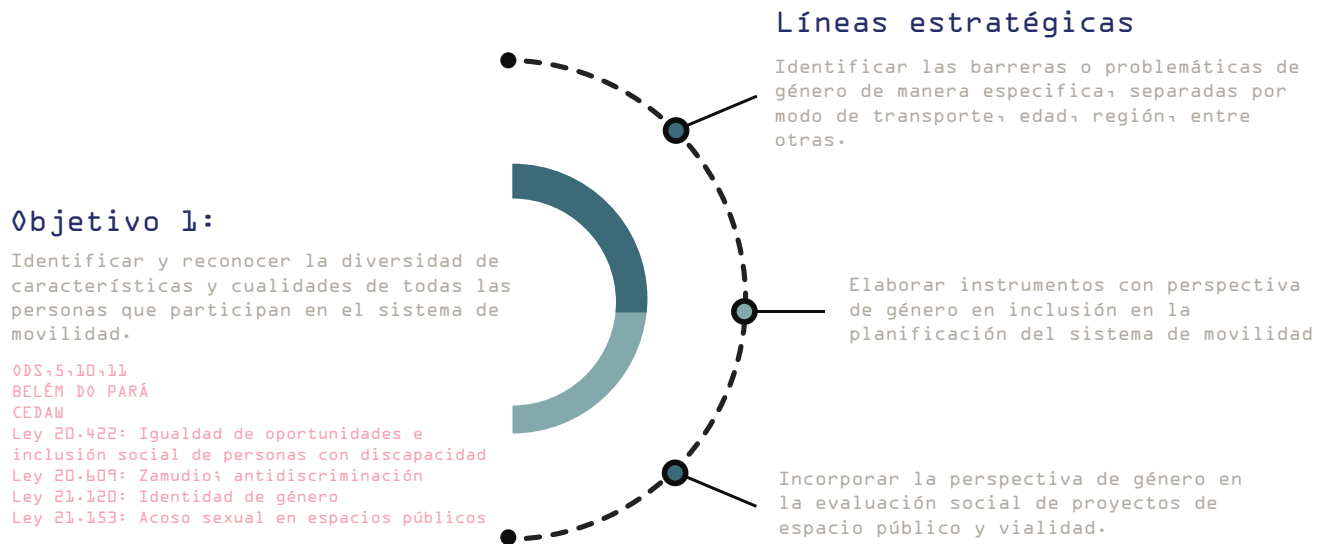 Objetivo 1:
Identificar y reconocer la diversidad de
características y cualidades de todas las
personas que participan en el sistema de
movilidad.
ODS,5,10,11
BELÉM DO PARÁ
CEDAW
Ley 20.422: Igualdad de oportunidades e
inclusión social de personas con discapacidad
Ley 20.609: Zamudio; antidiscriminación
Ley 21.120: Identidad de género
Ley 21.153: Acoso sexual en espacios públicos
Líneas estratégicas
Identificar las barreras o problemáticas de
género de manera especifica, separadas por
modo de transporte, edad, región, entre
otras.
Elaborar instrumentos con perspectiva
de género en inclusión en la
planificación del sistema de movilidad
Incorporar la perspectiva de género en
la evaluación social de proyectos de
espacio público y vialidad.